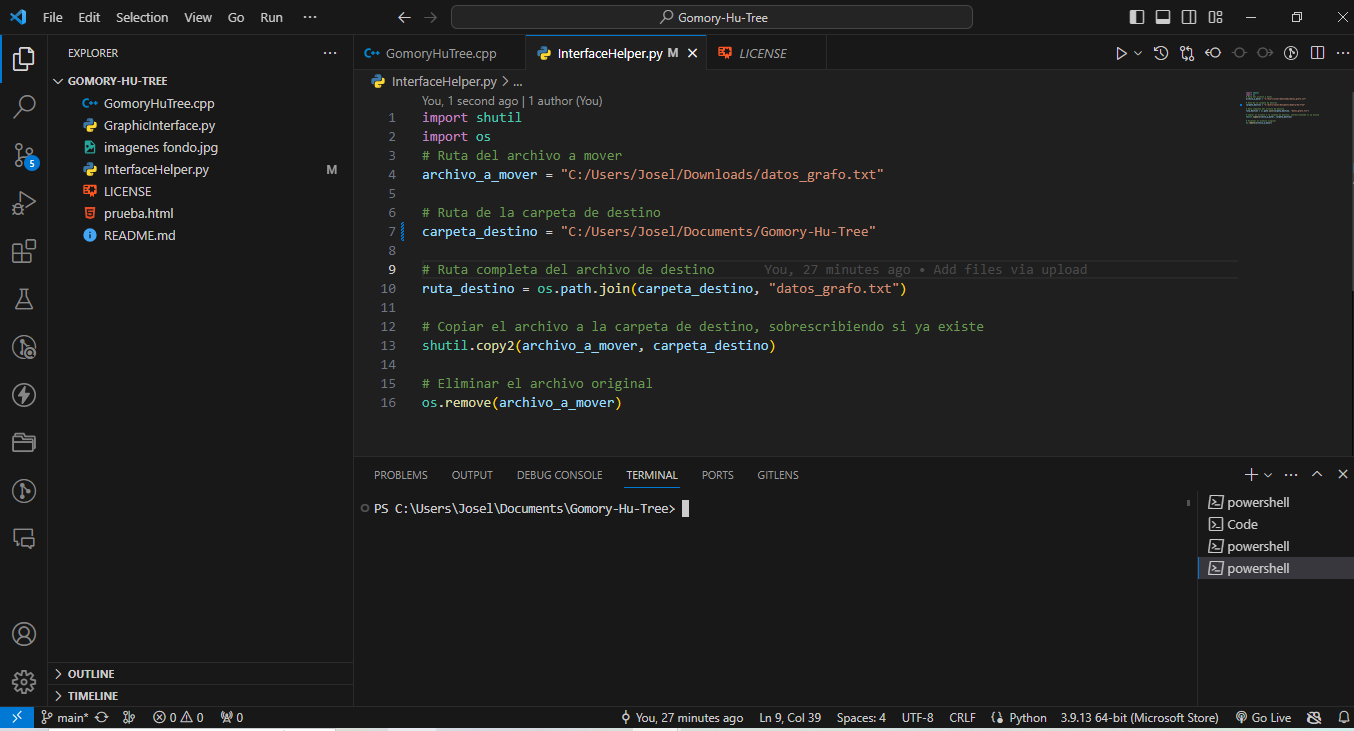 File Edit Selection View Go Run ··· Gomory-Hu-Tree
EXPLORER ···
GOMORY-HU-TREE
GomoryHuTree.cpp
GraphicInterface.py
imagenes fondo.jpg
InterfaceHelper.py M
LICENSE
prueba.html
README.md
5
OUTLINE
TIMELINE
GomoryHuTree.cpp InterfaceHelper.py M LICENSE
InterfaceHelper.py > ...
You, 1 second ago | 1 author (You)
1 import shutil
2 import os
3 # Ruta del archivo a mover
4 archivo_a_mover = "C:/Users/Josel/Downloads/datos_grafo.txt"
5
6 # Ruta de la carpeta de destino
7 carpeta_destino = "C:/Users/Josel/Documents/Gomory-Hu-Tree"
8
9 # Ruta completa del archivo de destino You, 27 minutes ago • Add files via upload
10 ruta_destino = os.path.join(carpeta_destino, "datos_grafo.txt")
11
12 # Copiar el archivo a la carpeta de destino, sobrescribiendo si ya existe
13 shutil.copy2(archivo_a_mover, carpeta_destino)
14
15 # Eliminar el archivo original
16 os.remove(archivo_a_mover)
PROBLEMS OUTPUT DEBUG CONSOLE TERMINAL PORTS GITLENS
PS C:\Users\Josel\Documents\Gomory-Hu-Tree>
powershell
Code
powershell
powershell
main* 0 0 0 You, 27 minutes ago Ln 9, Col 39 Spaces: 4 UTF-8 CRLF Python 3.9.13 64-bit (Microsoft Store) Go Live